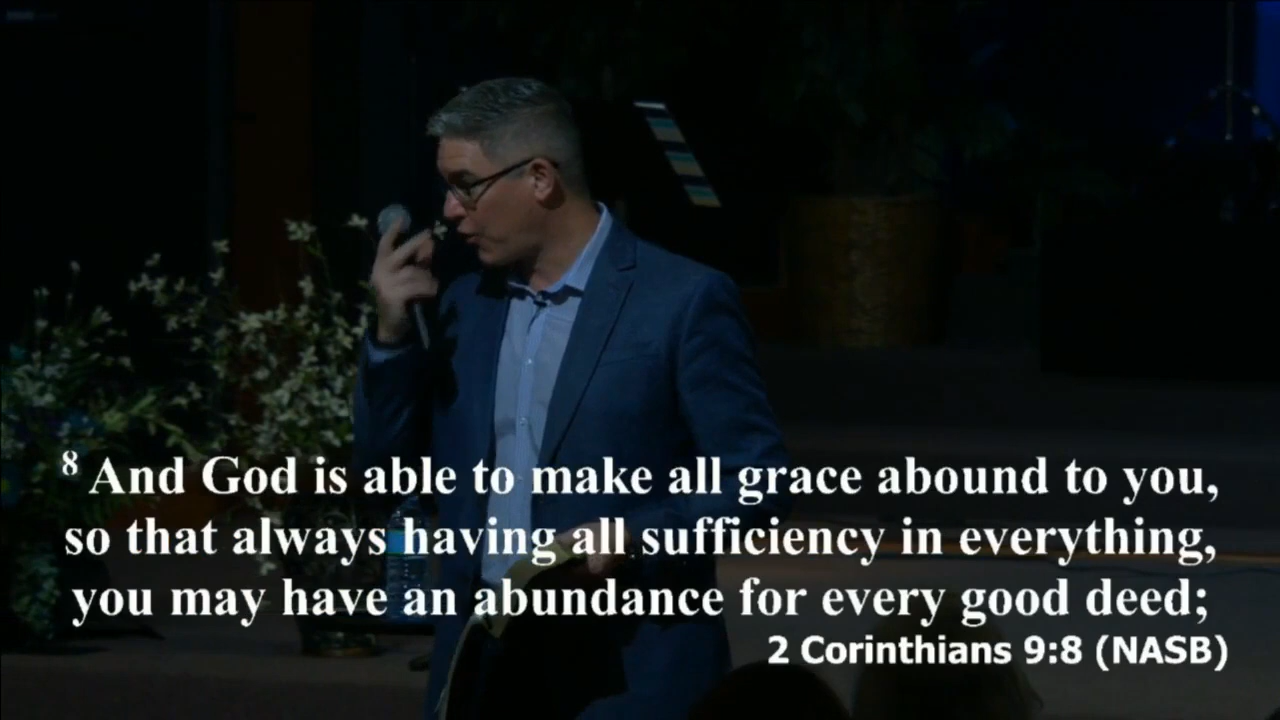 8 And God is able to make all grace abound to you,
so that always having all sufficiency in everything,
you may have an abundance for every good deed;
2 Corinthians 9:8 (NASB)